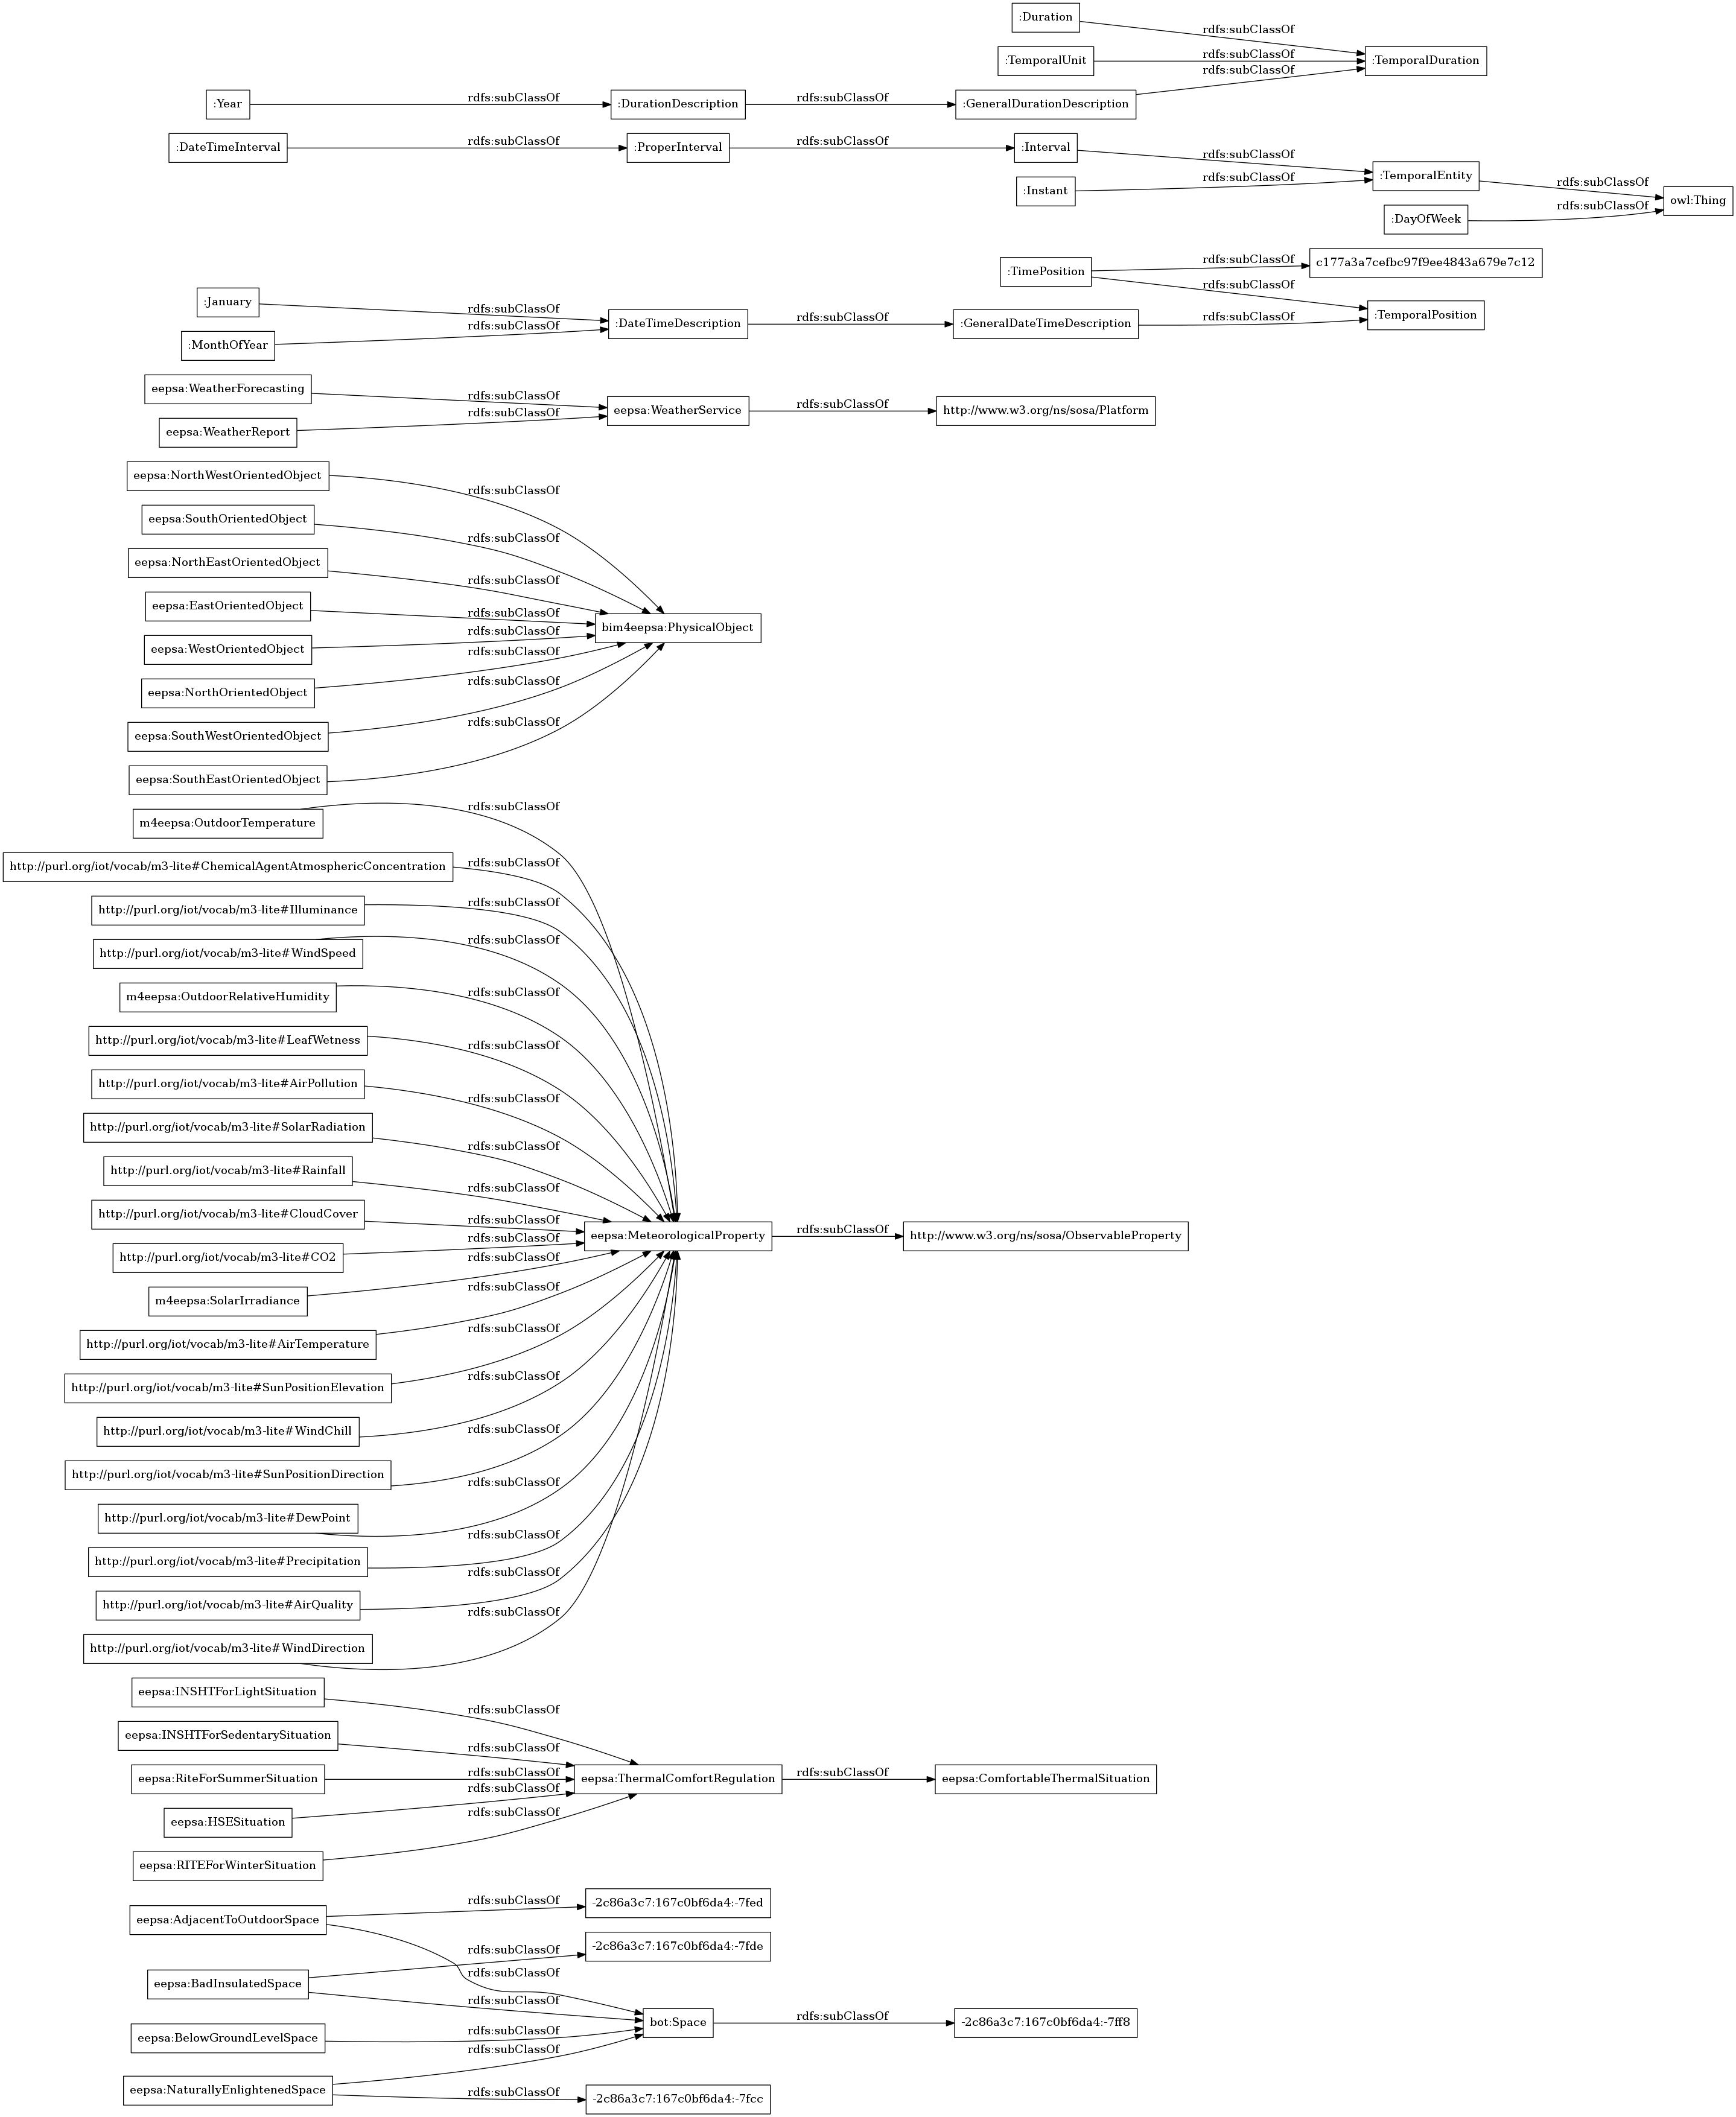 :Duration
rdfs:subClassOf
:TemporalUnit
rdfs:subClassOf
:TemporalDuration
rdfs:subClassOf
:Year
rdfs:subClassOf
:DurationDescription
rdfs:subClassOf
:GeneralDurationDescription
:DateTimeInterval
rdfs:subClassOf
:ProperInterval
rdfs:subClassOf
:Interval
rdfs:subClassOf
:Instant
rdfs:subClassOf
:TemporalEntity
rdfs:subClassOf
owl:Thing
:DayOfWeek
rdfs:subClassOf
:TimePosition
rdfs:subClassOf
c177a3a7cefbc97f9ee4843a679e7c12
rdfs:subClassOf
:January
rdfs:subClassOf
:MonthOfYear
rdfs:subClassOf
:DateTimeDescription
rdfs:subClassOf
:GeneralDateTimeDescription
rdfs:subClassOf
:TemporalPosition
eepsa:WeatherForecasting
rdfs:subClassOf
eepsa:WeatherReport
rdfs:subClassOf
eepsa:WeatherService
rdfs:subClassOf
http://www.w3.org/ns/sosa/Platform
eepsa:NorthWestOrientedObject
rdfs:subClassOf
eepsa:SouthOrientedObject
rdfs:subClassOf
eepsa:NorthEastOrientedObject
rdfs:subClassOf
eepsa:EastOrientedObject
rdfs:subClassOf
bim4eepsa:PhysicalObject
eepsa:WestOrientedObject
rdfs:subClassOf
eepsa:NorthOrientedObject
rdfs:subClassOf
eepsa:SouthWestOrientedObject
rdfs:subClassOf
eepsa:SouthEastOrientedObject
rdfs:subClassOf
m4eepsa:OutdoorTemperature
rdfs:subClassOf
http://purl.org/iot/vocab/m3-lite#ChemicalAgentAtmosphericConcentration
rdfs:subClassOf
http://purl.org/iot/vocab/m3-lite#Illuminance
rdfs:subClassOf
http://purl.org/iot/vocab/m3-lite#WindSpeed
rdfs:subClassOf
m4eepsa:OutdoorRelativeHumidity
rdfs:subClassOf
http://purl.org/iot/vocab/m3-lite#LeafWetness
rdfs:subClassOf
http://purl.org/iot/vocab/m3-lite#AirPollution
rdfs:subClassOf
http://purl.org/iot/vocab/m3-lite#SolarRadiation
rdfs:subClassOf
http://purl.org/iot/vocab/m3-lite#Rainfall
rdfs:subClassOf
http://purl.org/iot/vocab/m3-lite#CloudCover
rdfs:subClassOf
eepsa:MeteorologicalProperty
rdfs:subClassOf
http://www.w3.org/ns/sosa/ObservableProperty
http://purl.org/iot/vocab/m3-lite#CO2
rdfs:subClassOf
m4eepsa:SolarIrradiance
rdfs:subClassOf
http://purl.org/iot/vocab/m3-lite#AirTemperature
rdfs:subClassOf
http://purl.org/iot/vocab/m3-lite#SunPositionElevation
rdfs:subClassOf
http://purl.org/iot/vocab/m3-lite#WindChill
rdfs:subClassOf
http://purl.org/iot/vocab/m3-lite#SunPositionDirection
rdfs:subClassOf
http://purl.org/iot/vocab/m3-lite#DewPoint
rdfs:subClassOf
http://purl.org/iot/vocab/m3-lite#Precipitation
rdfs:subClassOf
http://purl.org/iot/vocab/m3-lite#AirQuality
rdfs:subClassOf
http://purl.org/iot/vocab/m3-lite#WindDirection
rdfs:subClassOf
eepsa:INSHTForLightSituation
rdfs:subClassOf
eepsa:INSHTForSedentarySituation
rdfs:subClassOf
eepsa:RiteForSummerSituation
rdfs:subClassOf
eepsa:ThermalComfortRegulation
rdfs:subClassOf
eepsa:ComfortableThermalSituation
eepsa:HSESituation
rdfs:subClassOf
eepsa:RITEForWinterSituation
rdfs:subClassOf
eepsa:AdjacentToOutdoorSpace
rdfs:subClassOf
-2c86a3c7:167c0bf6da4:-7fed
rdfs:subClassOf
eepsa:BadInsulatedSpace
rdfs:subClassOf
-2c86a3c7:167c0bf6da4:-7fde
rdfs:subClassOf
eepsa:BelowGroundLevelSpace
rdfs:subClassOf
bot:Space
rdfs:subClassOf
-2c86a3c7:167c0bf6da4:-7ff8
eepsa:NaturallyEnlightenedSpace
rdfs:subClassOf
rdfs:subClassOf
-2c86a3c7:167c0bf6da4:-7fcc